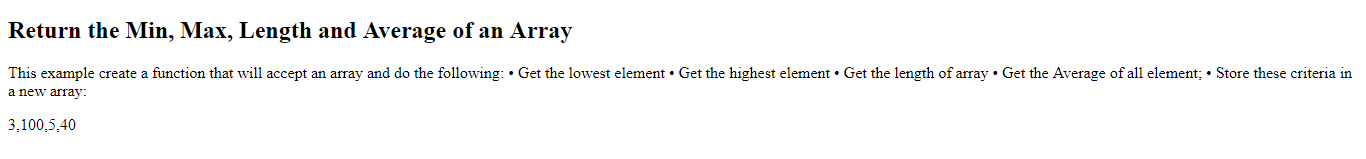 Return the Min, Max, Length and Average of an Array
This example create a function that will accept an array and do the following: • Get the lowest element • Get the highest element • Get the length of array • Get the Average of all element; • Store these criteria in
a new array:
3,100,5,40